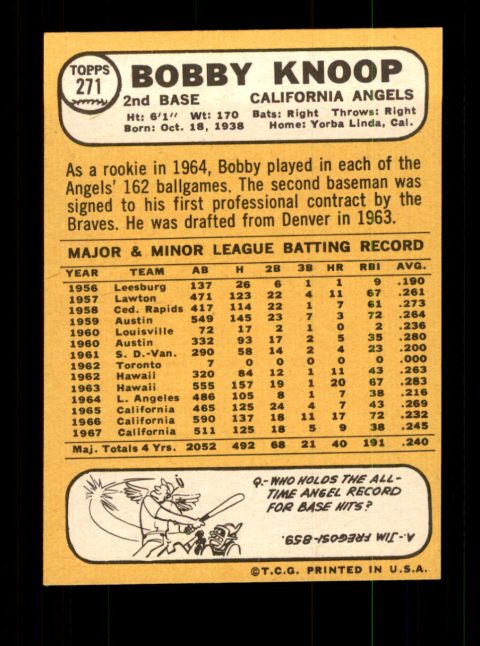 TOPPS
271
BOBBY KNOOP
2nd BASE CALIFORNIA ANGELS
Ht: 6'1" Wt: 170 Bats: Right Throws: Right
Born: Oct. 18, 1938 Home: Yorba Linda, Cal.
As a rookie in 1964, Bobby played in each of the
Angels' 162 ballgames. The second baseman was
signed to his first professional contract by the
Braves. He was drafted from Denver in 1963.
MAJOR & MINOR LEAGUE BATTING RECORD
YEAR TEAM AB H 2B 3B HR RBI AVG.
1956 Leesburg 137 26 6 1 1 9 .190
1957 Lawton 471 123 22 4 11 67 .261
1958 Ced. Rapids 417 114 22 1 7 61 .273
1959 Austin 549 145 23 7 3 72 .264
1960 Louisville 72 17 2 1 0 2 .236
1960 Austin 332 93 17 2 5 35 .280
1961 S. D.-Van. 290 58 14 2 4 23 .200
1962 Toronto 7 0 0 0 0 0 .000
1962 Hawaii 320 84 12 1 11 43 .263
1963 Hawaii 555 157 19 1 20 67 .283
1964 L. Angeles 486 105 8 1 7 38 .216
1965 California 465 125 24 4 7 43 .269
1966 California 590 137 18 11 17 72 .232
1967 California 511 125 18 5 9 38 .245
Maj. Totals 4 Yrs. 2052 492 68 21 40 191 .240
Q.-WHO HOLDS THE ALL-
TIME ANGEL RECORD
FOR BASE HITS?
A.-JIM FREGOSI-859.
©T.C.G. PRINTED IN U.S.A.